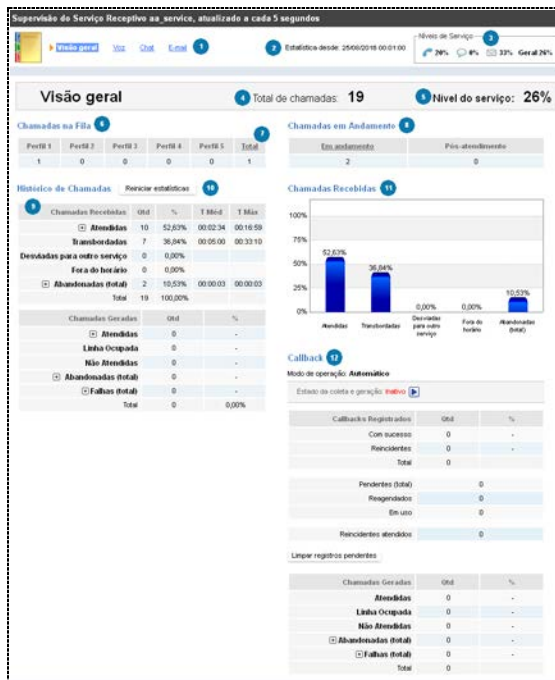 Supervisão do Serviço Receptivo aa_service, atualizado a cada 5 segundos
Visão geral Voz Chat E-mail 1
2 Estatística desde: 25/08/2016 00:01:00
Níveis de Serviço 3
20% 0% 33% Geral 26%
Visão geral
4 Total de chamadas: 19
5 Nível do serviço: 26%
Chamadas na Fila 6
7
Perfil 1 Perfil 2 Perfil 3 Perfil 4 Perfil 5 Total
1 0 0 0 0 1
Chamadas em Andamento 8
Em andamento Pós-atendimento
2 0
Histórico de Chamadas Reiniciar estatísticas 10
9 Chamadas Recebidas Qtd % T Méd T Máx
Atendidas 10 52,63% 00:02:34 00:16:59
Transbordadas 7 36,84% 00:05:00 00:33:10
Desviadas para outro serviço 0 0,00%
Fora do horário 0 0,00%
Abandonadas (total) 2 10,53% 00:00:03 00:00:03
Total 19 100,00%
Chamadas Geradas Qtd %
Atendidas 0 -
Linha Ocupada 0 -
Não Atendidas 0 -
Abandonadas (total) 0 -
Falhas (total) 0 -
Total 0 0,00%
Chamadas Recebidas 11
100%
75%
50%
25%
0%
52,63%
36,84%
0,00%
0,00%
10,53%
Atendidas
Transbordadas
Desviadas para outro serviço
Fora do horário
Abandonadas (total)
Callback 12
Modo de operação: Automático
Estado da coleta e geração: Inativo
Callbacks Registrados Qtd %
Com sucesso 0 -
Reincidentes 0 -
Total 0
Pendentes (total) 0
Reagendados 0
Em uso 0
Reincidentes atendidos 0
Limpar registros pendentes
Chamadas Geradas Qtd %
Atendidas 0 -
Linha Ocupada 0 -
Não Atendidas 0 -
Abandonadas (total) 0 -
Falhas (total) 0 -
Total 0